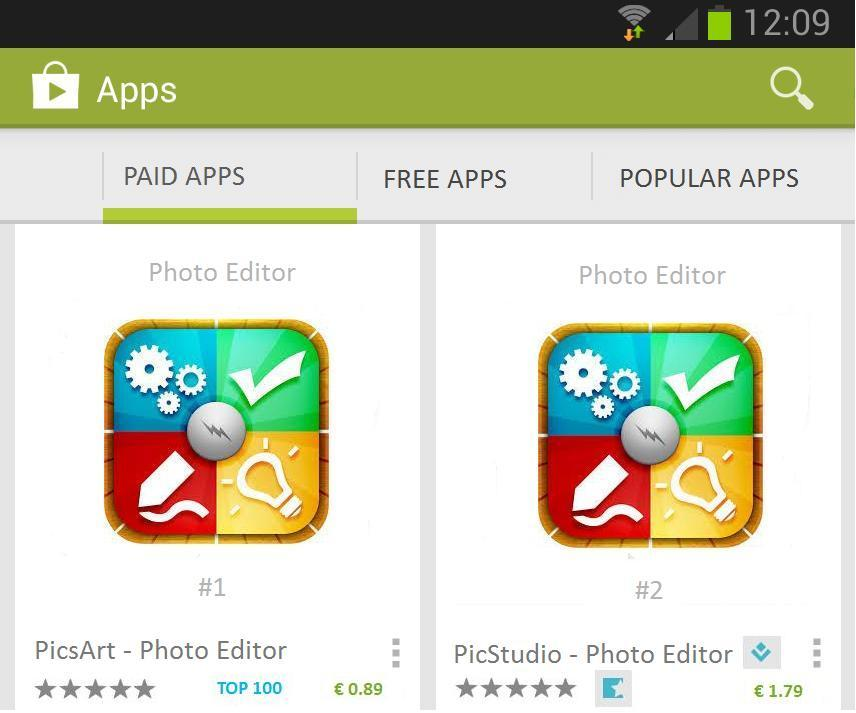 12:09
Apps
PAID APPS
FREE APPS
POPULAR APPS
Photo Editor
#1
PicsArt - Photo Editor
TOP 100
€ 0.89
Photo Editor
#2
PicStudio - Photo Editor
€ 1.79